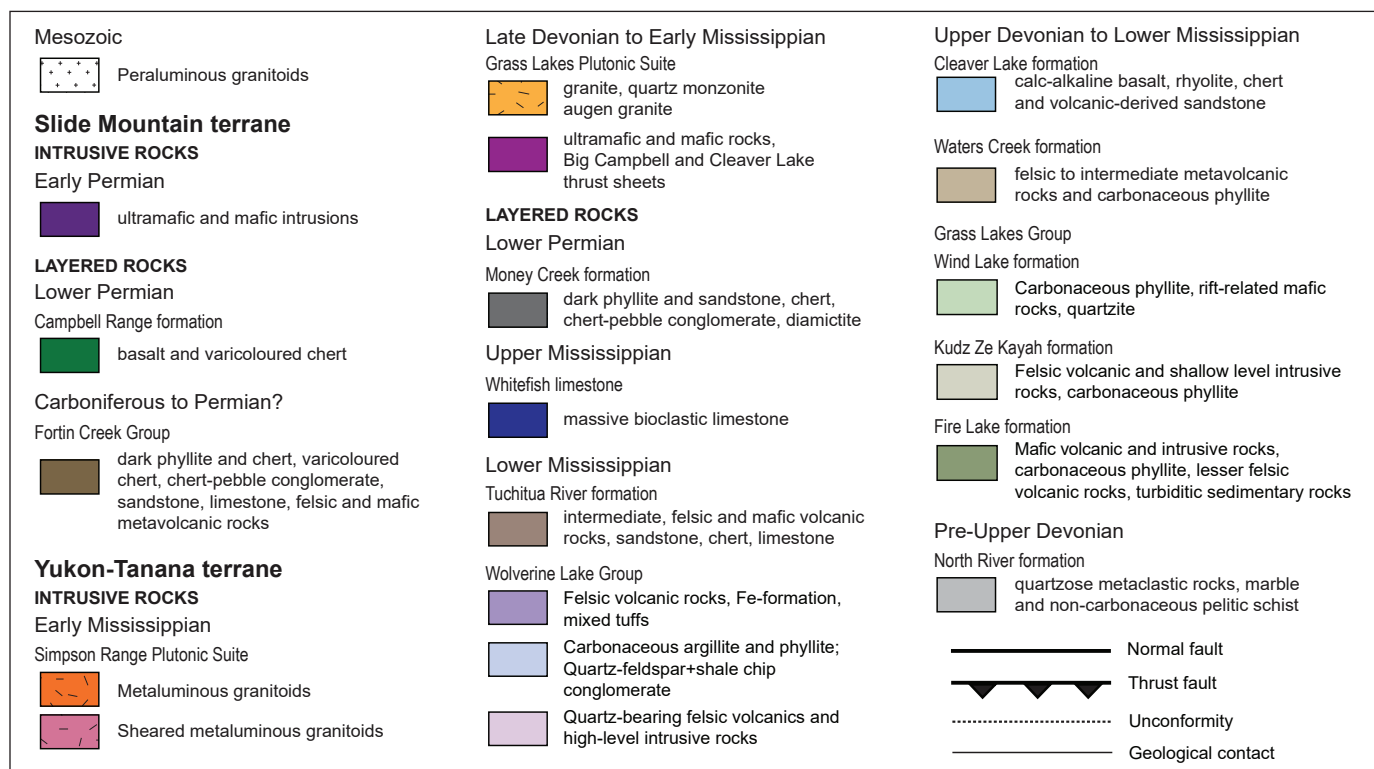 Mesozoic
Peraluminous granitoids
Slide Mountain terrane
INTRUSIVE ROCKS
Early Permian
ultramafic and mafic intrusions
LAYERED ROCKS
Lower Permian
Campbell Range formation
basalt and varicoloured chert
Carboniferous to Permian?
Fortin Creek Group
dark phyllite and chert, varicoloured
chert, chert-pebble conglomerate,
sandstone, limestone, felsic and mafic
metavolcanic rocks
Yukon-Tanana terrane
INTRUSIVE ROCKS
Early Mississippian
Simpson Range Plutonic Suite
Metaluminous granitoids
Sheared metaluminous granitoids
Late Devonian to Early Mississippian
Grass Lakes Plutonic Suite
granite, quartz monzonite
augen granite
ultramafic and mafic rocks,
Big Campbell and Cleaver Lake
thrust sheets
LAYERED ROCKS
Lower Permian
Money Creek formation
dark phyllite and sandstone, chert,
chert-pebble conglomerate, diamictite
Upper Mississippian
Whitefish limestone
massive bioclastic limestone
Lower Mississippian
Tuchitua River formation
intermediate, felsic and mafic volcanic
rocks, sandstone, chert, limestone
Wolverine Lake Group
Felsic volcanic rocks, Fe-formation,
mixed tuffs
Carbonaceous argillite and phyllite;
Quartz-feldspar+shale chip
conglomerate
Quartz-bearing felsic volcanics and
high-level intrusive rocks
Upper Devonian to Lower Mississippian
Cleaver Lake formation
calc-alkaline basalt, rhyolite, chert
and volcanic-derived sandstone
Waters Creek formation
felsic to intermediate metavolcanic
rocks and carbonaceous phyllite
Grass Lakes Group
Wind Lake formation
Carbonaceous phyllite, rift-related mafic
rocks, quartzite
Kudz Ze Kayah formation
Felsic volcanic and shallow level intrusive
rocks, carbonaceous phyllite
Fire Lake formation
Mafic volcanic and intrusive rocks,
carbonaceous phyllite, lesser felsic
volcanic rocks, turbiditic sedimentary rocks
Pre-Upper Devonian
North River formation
quartzose metaclastic rocks, marble
and non-carbonaceous pelitic schist
Normal fault
Thrust fault
Unconformity
Geological contact